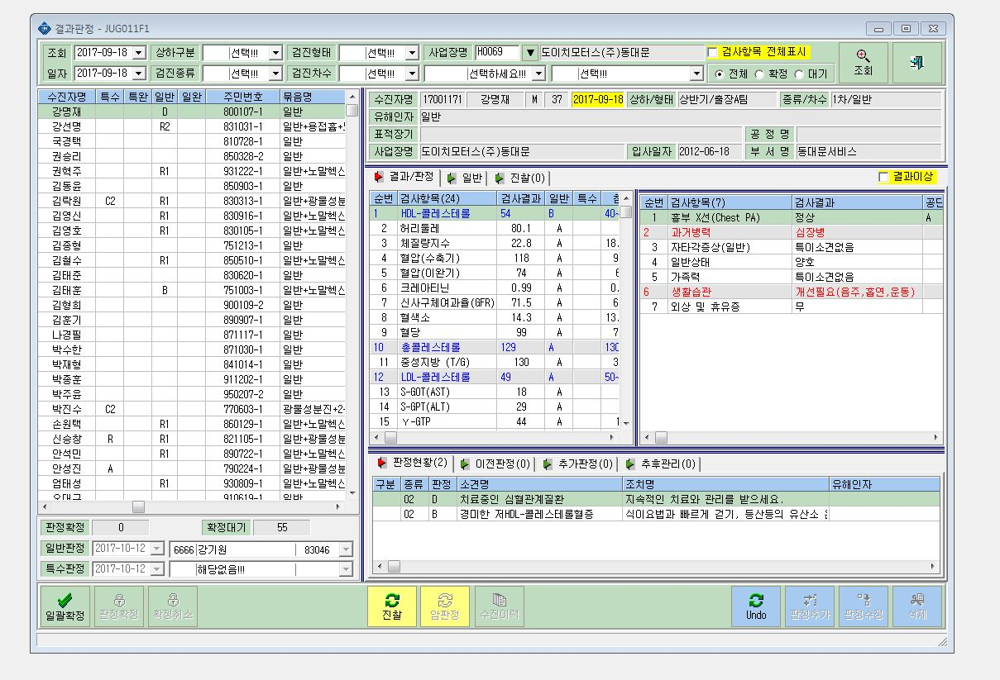 결과판정 - JUG011F1
조회 2017-09-18 상하구분 선택!!! 검진형태 선택!!! 사업장명 H0069 도이치모터스(주)동대문 검사항목 전체표시
일자 2017-09-18 검진종류 선택!!! 검진차수 선택!!! 선택하세요!!! 선택!!! 전체 확정 대기 조회
수진자명 특수 특완 일반 일완 주민번호 묶음명
강명재 D 800107-1 일반
강선명 R2 831031-1 일반+용접흄+
국경택 810728-1 일반
권승리 850328-2 일반
권혁주 R1 931222-1 일반+노말헥신
김동윤 850903-1 일반
김락원 C2 R1 830313-1 일반+광물성분
김영신 R1 830916-1 일반+노말헥신
김영호 R1 830105-1 일반+노말헥신
김종형 751213-1 일반
김철수 R1 850510-1 일반+노말헥신
김태준 830620-1 일반
김태훈 B 751003-1 일반+노말헥신
김형희 900109-2 일반
김훈기 890907-1 일반
나경필 871117-1 일반
박수한 871030-1 일반
박재형 841014-1 일반
박종훈 911202-1 일반
박주윤 950207-2 일반
박진수 C2 770603-1 광물성분진+2-
손원택 R1 860129-1 일반+노말헥신
신승창 R R1 821105-1 일반+광물성분
안석민 R1 890722-1 일반+노말헥신
안성진 A 790224-1 일반+광물성분
엄태성 R1 930809-1 일반+노말헥신
오대규 910619-1 일반
판정확정 0 확정대기 55
일반판정 2017-10-12 6666 강기원 83046
특수판정 2017-10-12 해당없음!!!
수진자명 17001171 강명재 M 37 2017-09-18 상하/형태 상반기/출장A팀 종류/차수 1차/일반
유해인자 일반
표적장기 공 정 명
사업장명 도이치모터스(주)동대문 입사일자 2012-06-18 부 서 명 동대문서비스
결과/판정 일반 진찰(0) 결과이상
순번 검사항목(24) 검사결과 일반 특수 참
1 HDL-콜레스테롤 54 B 40~
2 허리둘레 80.1 A
3 체질량지수 22.8 A 18.
4 혈압(수축기) 118 A 9
5 혈압(이완기) 74 A 6
6 크레아티닌 0.99 A 0.
7 신사구체여과율(GFR) 71.5 A 6
8 혈색소 14.3 A 13.
9 혈당 99 A 7
10 총콜레스테롤 129 A 130
11 중성지방 (T/G) 130 A 3
12 LDL-콜레스테롤 49 A 50~
13 S-GOT(AST) 18 A
14 S-GPT(ALT) 29 A
15 Υ-GTP 44 A 1
순번 검사항목(7) 검사결과 공단
1 흉부 X선(Chest PA) 정상 A
2 과거병력 심장병
3 자타각증상(일반) 특이소견없음
4 일반상태 양호
5 가족력 특이소견없음
6 생활습관 개선필요(음주,흡연,운동)
7 외상 및 휴유증 무
판정현황(2) 이전판정(0) 추가판정(0) 추후관리(0)
구분 종류 판정 소견명 조치명 유해인자
02 D 치료중인 심혈관계질환 지속적인 치료와 관리를 받으세요.
02 B 경미한 저HDL-콜레스테롤혈증 식이요법과 빠르게 걷기, 등산등의 유산소
일괄확정 판정확정 확정취소 진찰 암판정 수진이력 Undo 판정추가 판정수정 삭제